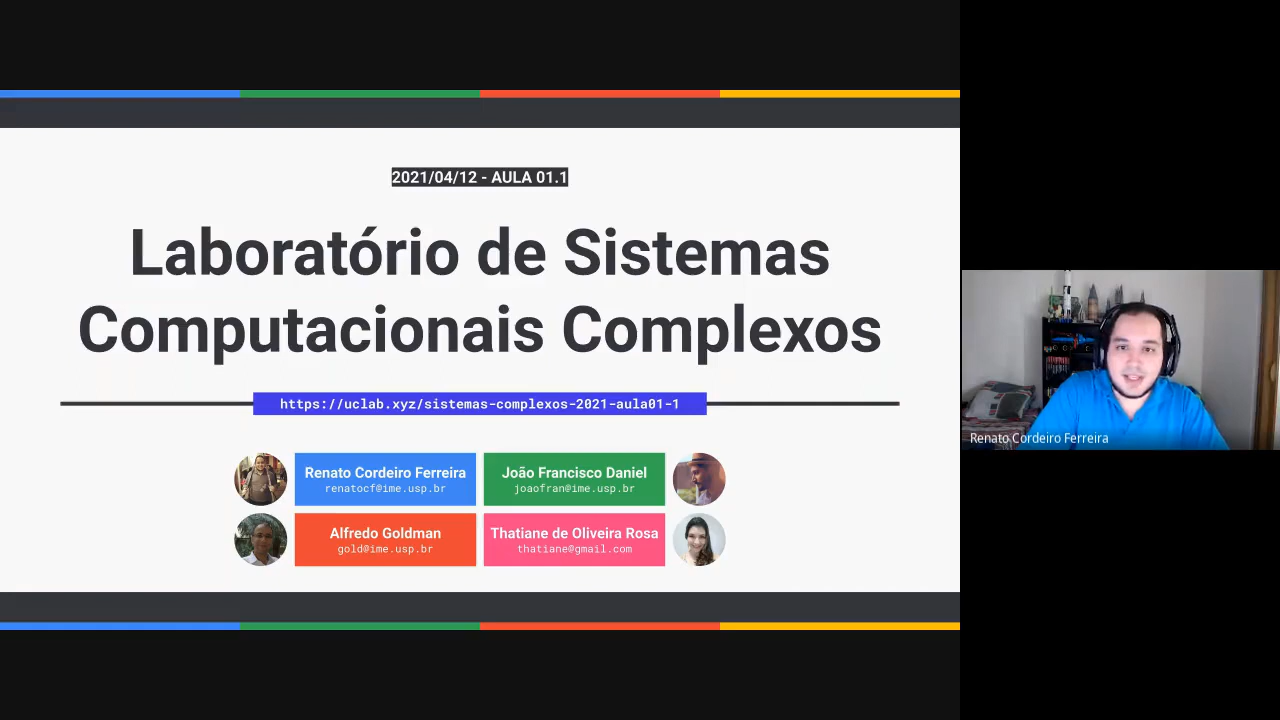 2021/04/12 - AULA 01.1
Laboratório de Sistemas
Computacionais Complexos
https://uclab.xyz/sistemas-complexos-2021-aula01-1
Renato Cordeiro Ferreira
renatocf@ime.usp.br
João Francisco Daniel
joaofran@ime.usp.br
Alfredo Goldman
gold@ime.usp.br
Thatiane de Oliveira Rosa
thatiane@gmail.com
Renato Cordeiro Ferreira